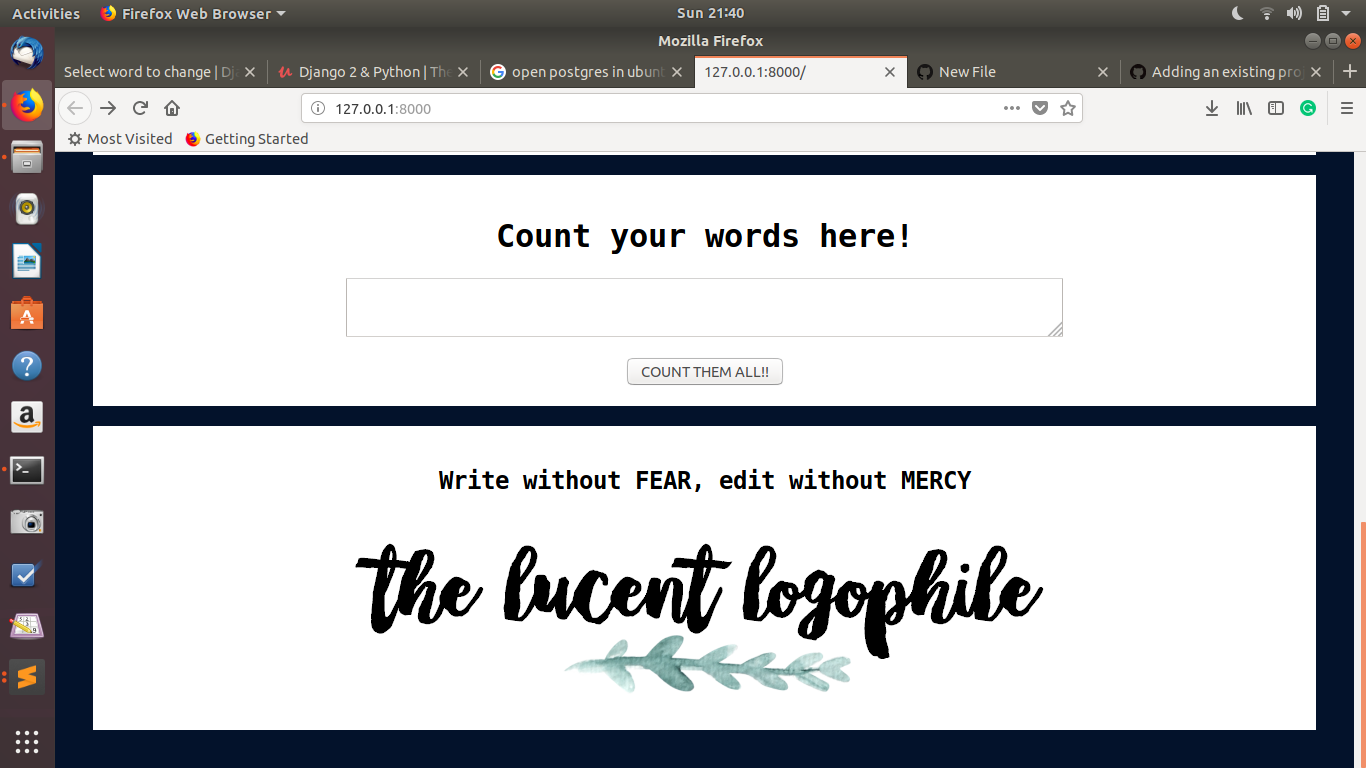 Activities Firefox Web Browser Sun 21:40
Mozilla Firefox
Select word to change | Dj Django 2 & Python | The open postgres in ubunt 127.0.0.1:8000/ New File Adding an existing pro
127.0.0.1:8000
Most Visited Getting Started
Count your words here!
COUNT THEM ALL!!
Write without FEAR, edit without MERCY
the lucent logophile